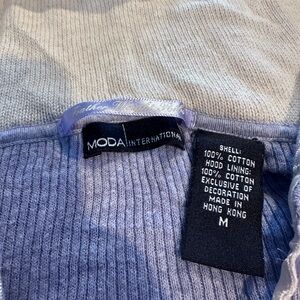 MODA INTERNATIONAL
SHELL:
100% COTTON
HOOD LINING:
100% COTTON
EXCLUSIVE OF
DECORATION
MADE IN
HONG KONG
M